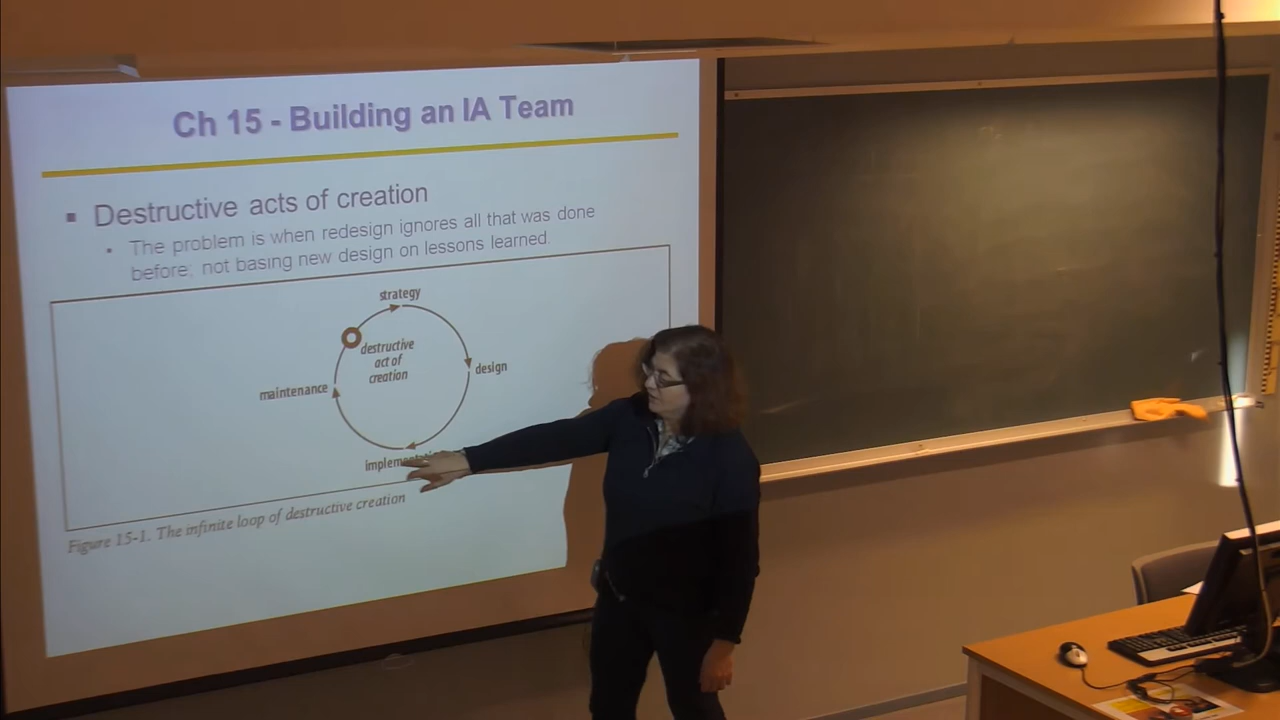 Ch 15 - Building an IA Team
Destructive acts of creation
The problem is when redesign ignores all that was done
before; not basing new design on lessons learned.
strategy
destructive
act of
creation
design
maintenance
Figure 15-1. The infinite loop of destructive creation